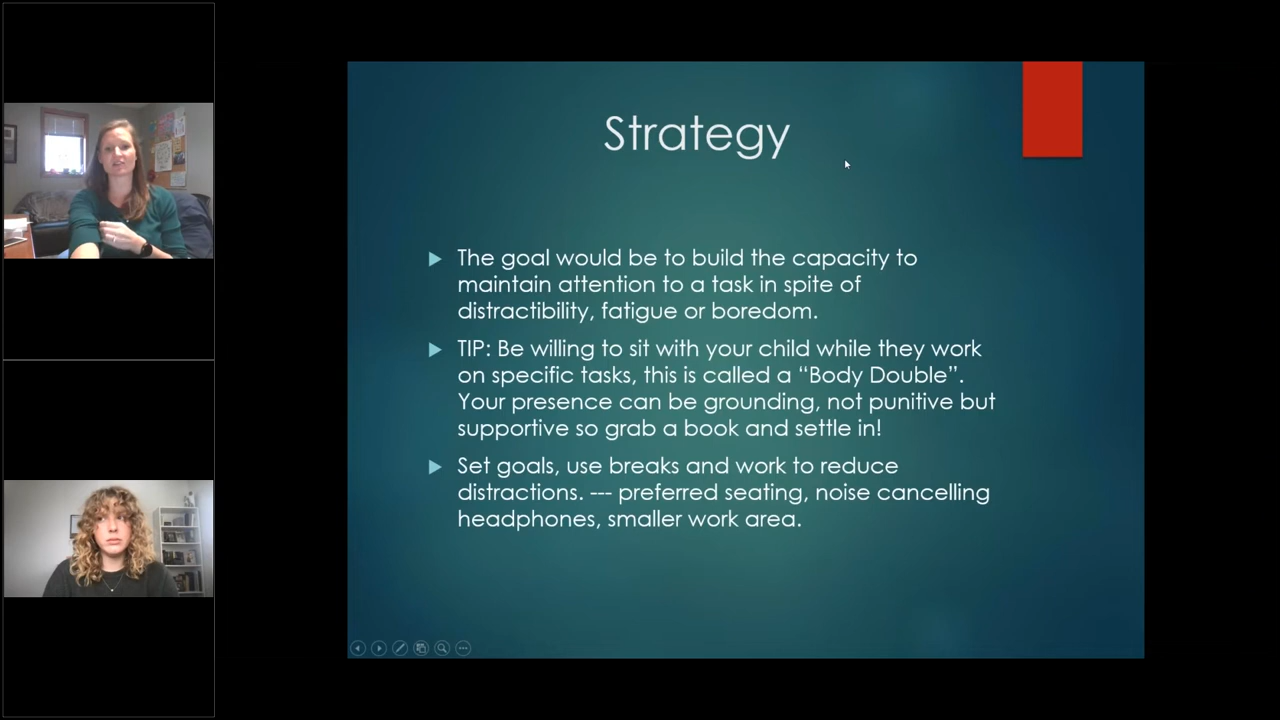 Strategy
The goal would be to build the capacity to
maintain attention to a task in spite of
distractibility, fatigue or boredom.
TIP: Be willing to sit with your child while they work
on specific tasks, this is called a “Body Double”.
Your presence can be grounding, not punitive but
supportive so grab a book and settle in!
Set goals, use breaks and work to reduce
distractions. --- preferred seating, noise cancelling
headphones, smaller work area.